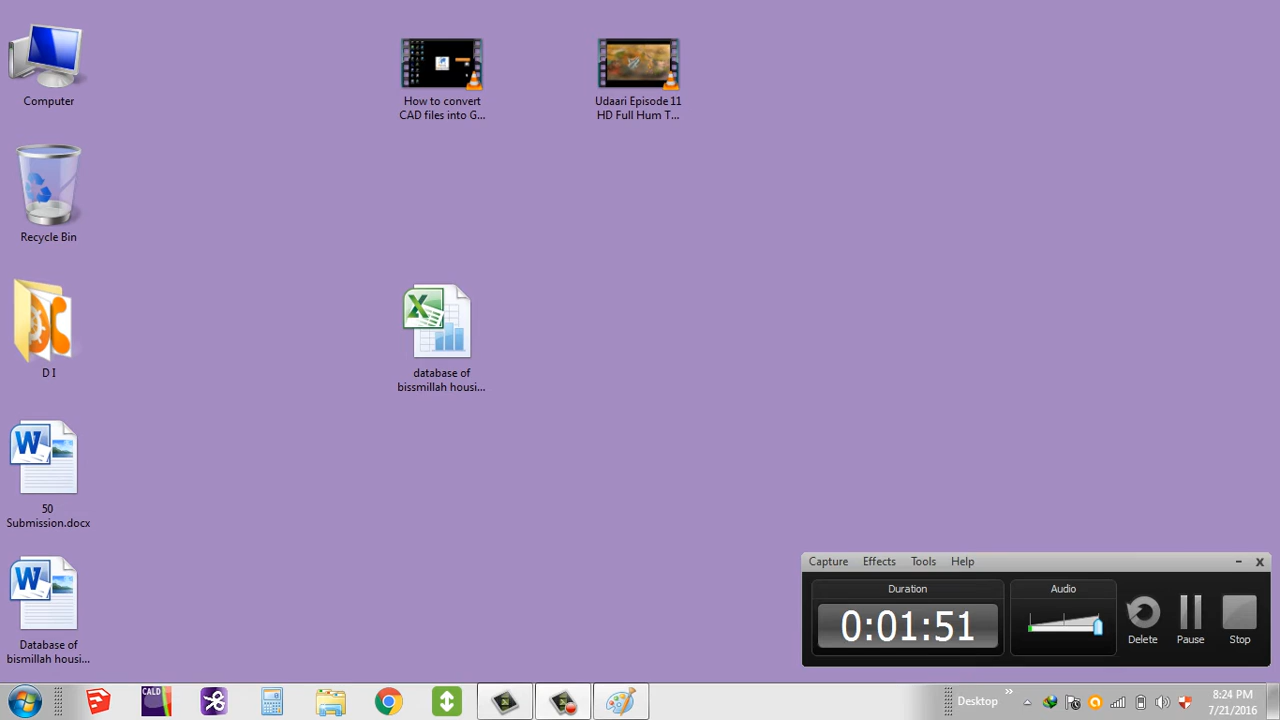 Computer
Recycle Bin
D I
50
Submission.docx
Database of
bismillah housi...
How to convert
CAD files into G...
Udaari Episode 11
HD Full Hum T...
database of
bissmillah housi...
Capture Effects Tools Help
Duration
Audio
0:01:51
Delete
Pause
Stop
CALD
Desktop
8:24 PM
7/21/2016